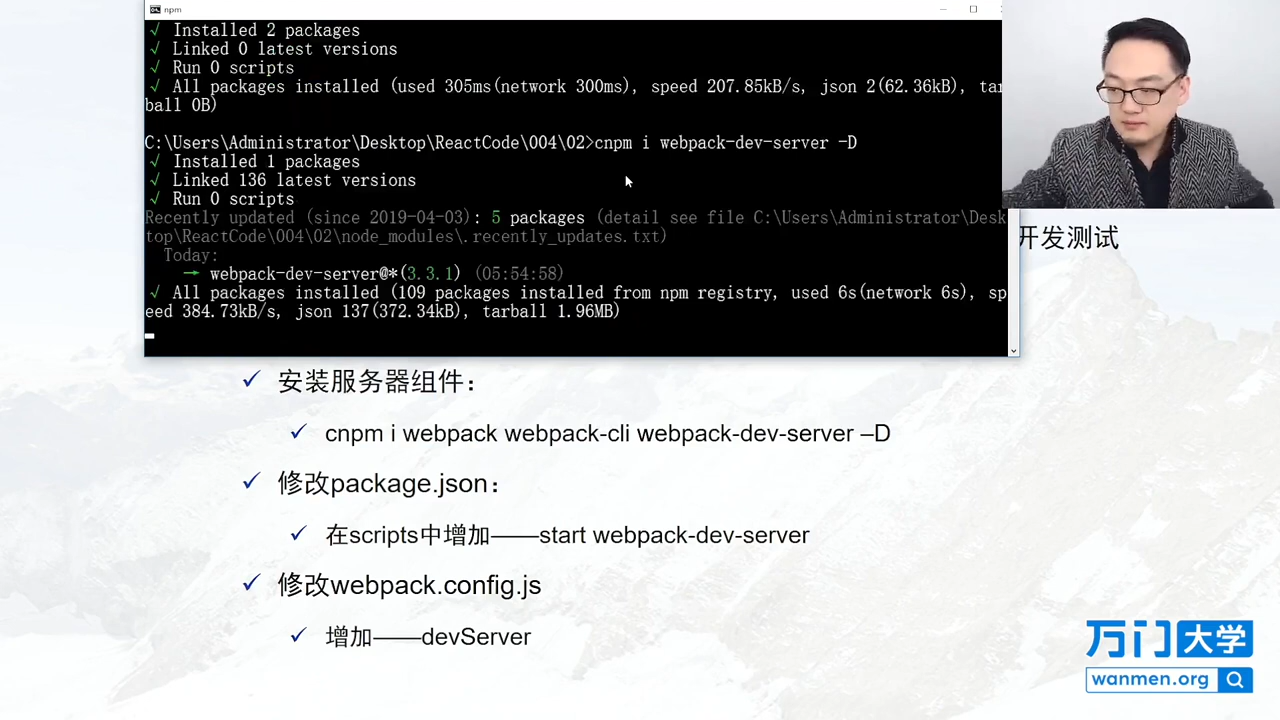 npm
√ Installed 2 packages
√ Linked 0 latest versions
√ Run 0 scripts
√ All packages installed (used 305ms(network 300ms), speed 207.85kB/s, json 2(62.36kB), tar
ball 0B)
C:\Users\Administrator\Desktop\ReactCode\004\02>cnpm i webpack-dev-server -D
√ Installed 1 packages
√ Linked 136 latest versions
√ Run 0 scripts
Recently updated (since 2019-04-03): 5 packages (detail see file C:\Users\Administrator\Desk
top\ReactCode\004\02\node_modules\.recently_updates.txt)
Today:
→ webpack-dev-server@*(3.3.1) (05:54:58)
√ All packages installed (109 packages installed from npm registry, used 6s(network 6s), sp
eed 384.73kB/s, json 137(372.34kB), tarball 1.96MB)
开发测试
✓ 安装服务器组件：
✓ cnpm i webpack webpack-cli webpack-dev-server –D
✓ 修改package.json：
✓ 在scripts中增加——start webpack-dev-server
✓ 修改webpack.config.js
✓ 增加——devServer
万门大学
wanmen.org